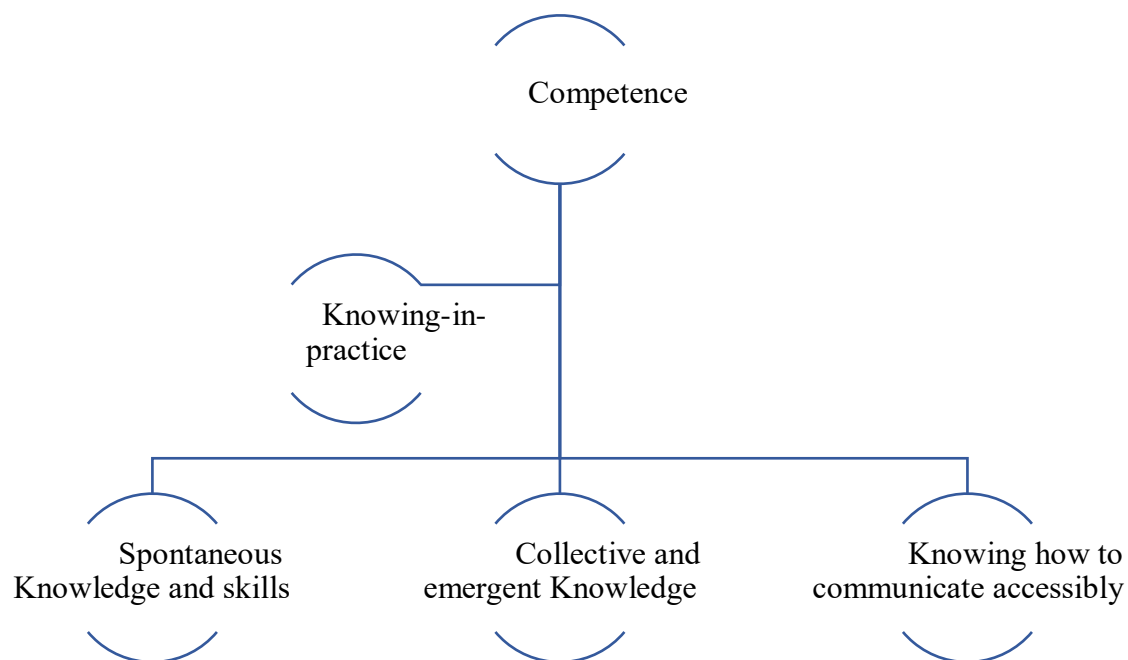 Competence
Knowing-in-
practice
Spontaneous
Knowledge and skills
Collective and
emergent Knowledge
Knowing how to
communicate accessibly